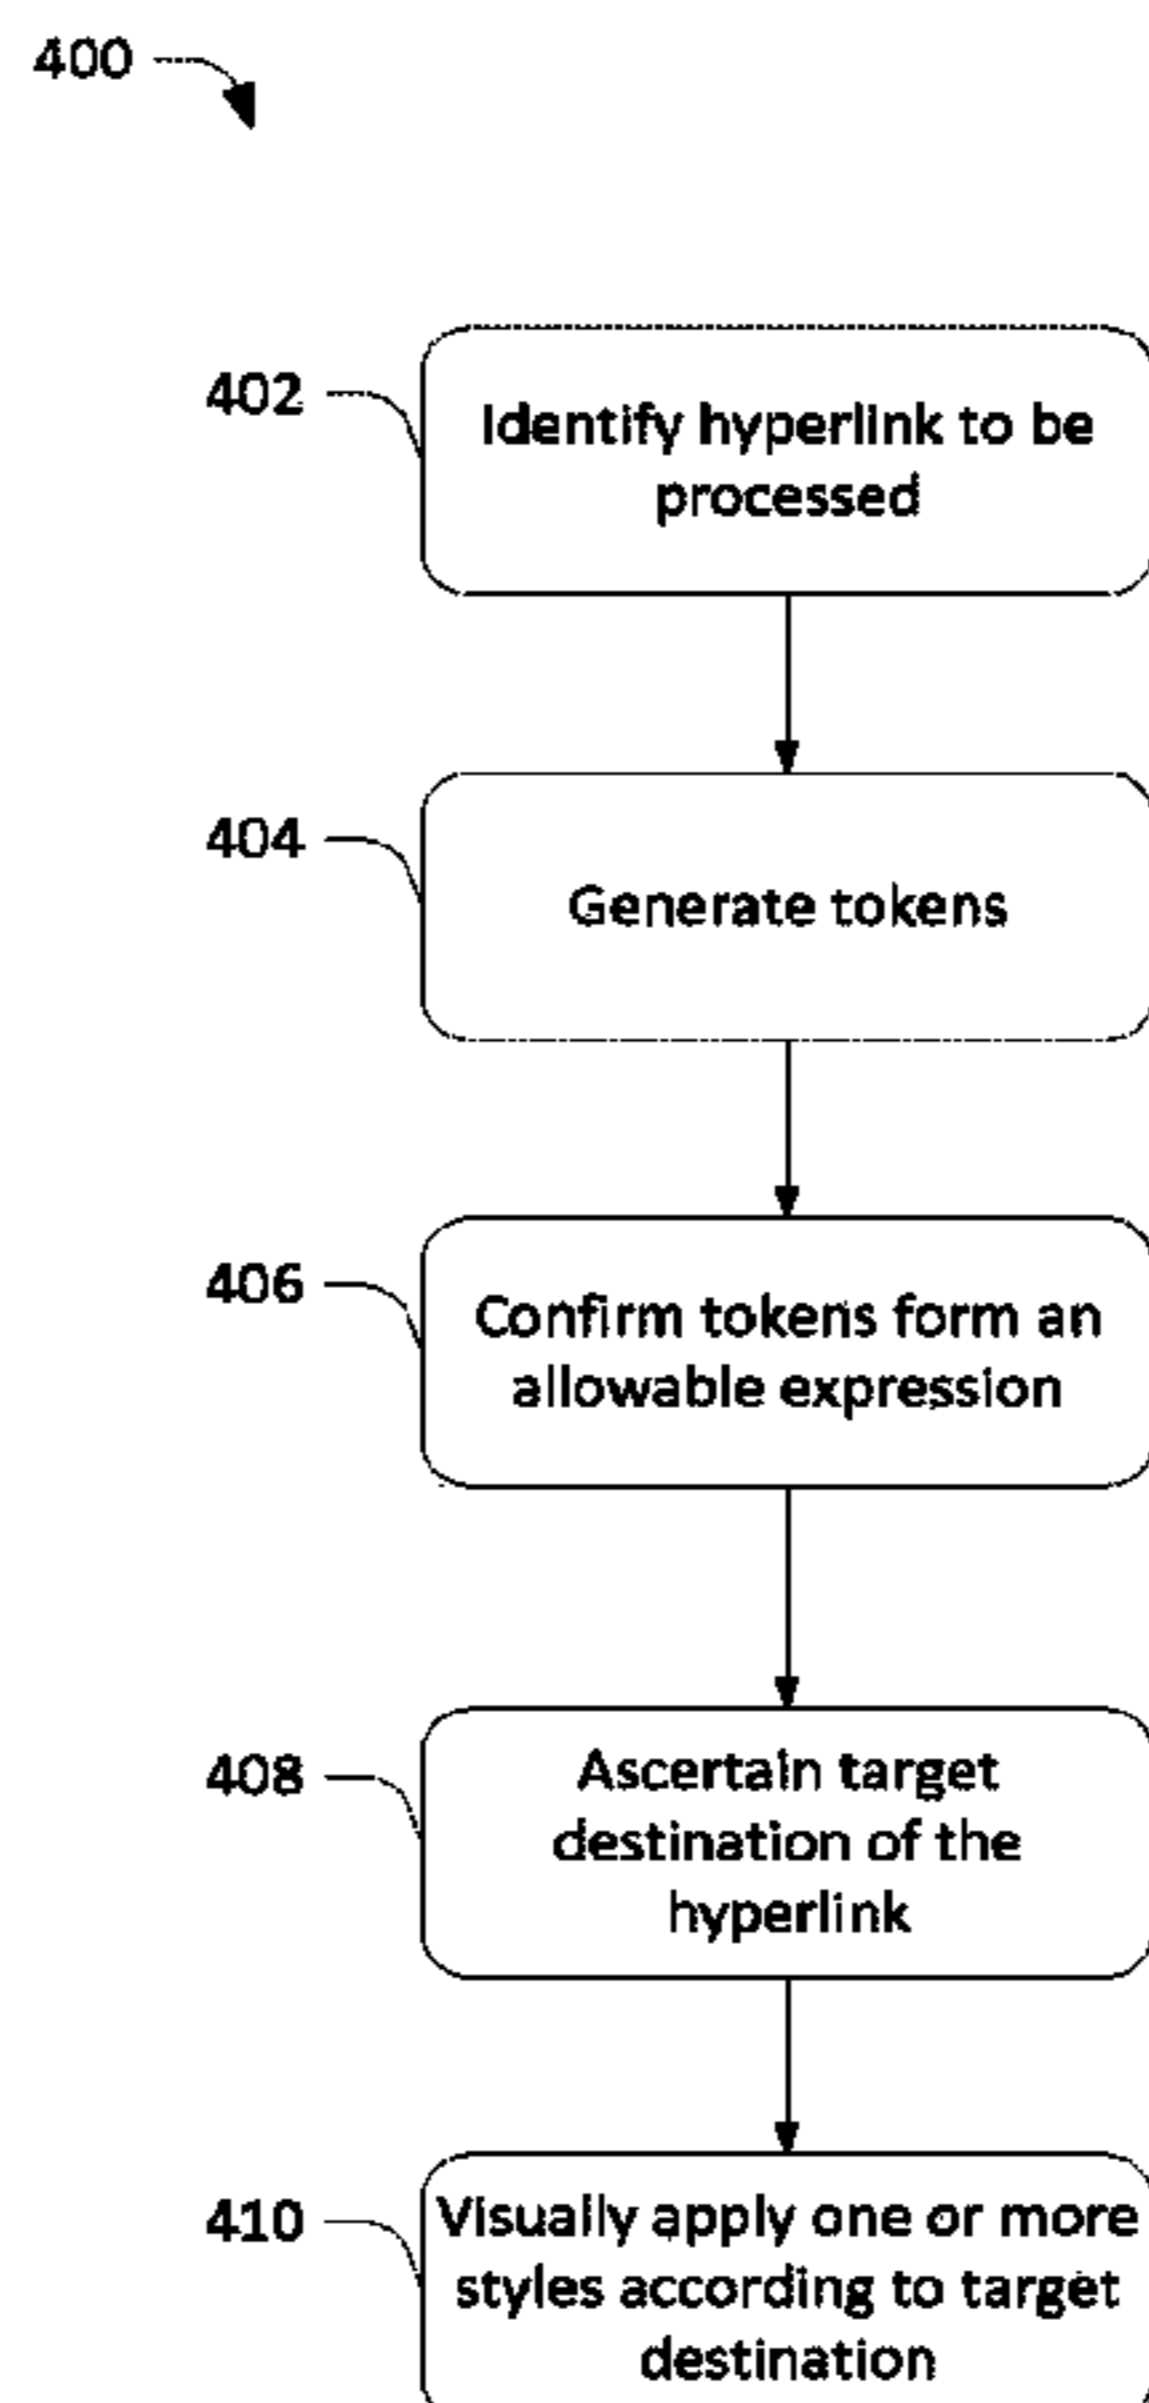 400
402
Identify hyperlink to be
processed
404
Generate tokens
406
Confirm tokens form an
allowable expression
408
Ascertain target
destination of the
hyperlink
410
Visually apply one or more
styles according to target
destination